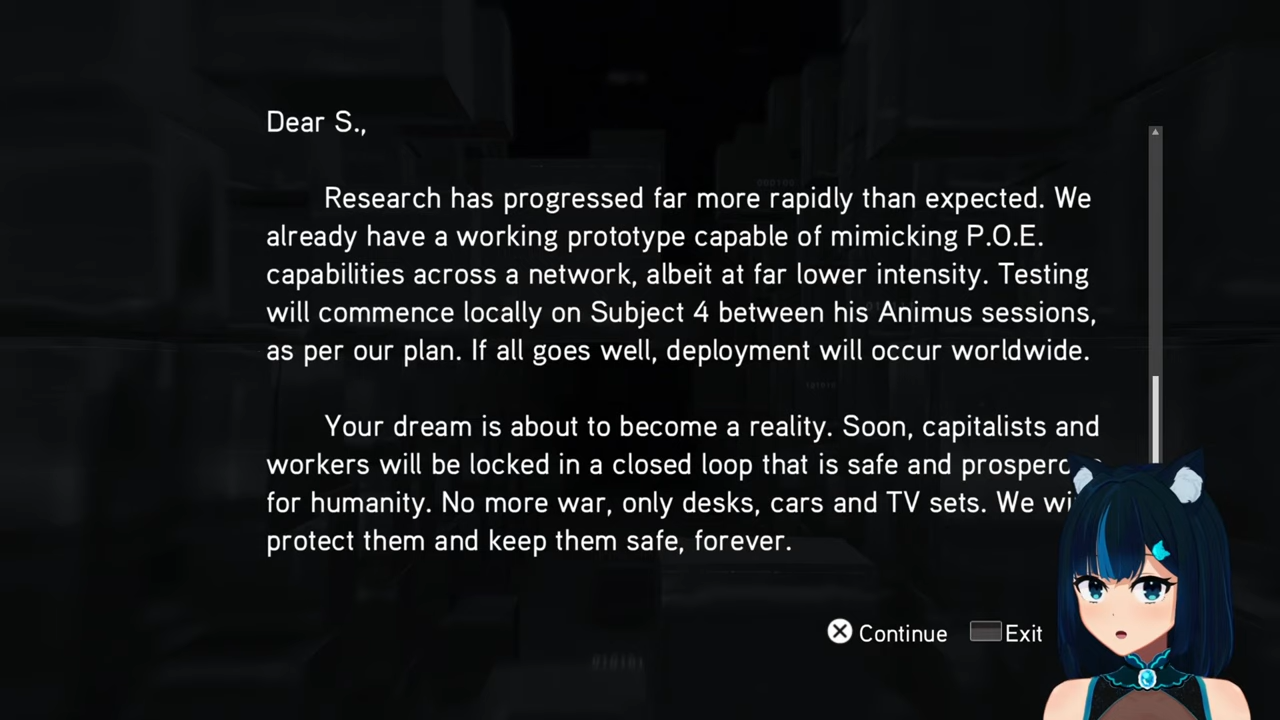 Dear S.,
Research has progressed far more rapidly than expected. We
already have a working prototype capable of mimicking P.O.E.
capabilities across a network, albeit at far lower intensity. Testing
will commence locally on Subject 4 between his Animus sessions,
as per our plan. If all goes well, deployment will occur worldwide.
Your dream is about to become a reality. Soon, capitalists and
workers will be locked in a closed loop that is safe and
for humanity. No more war, only desks, cars and TV sets. We
protect them and keep them safe, forever.
Continue Exit